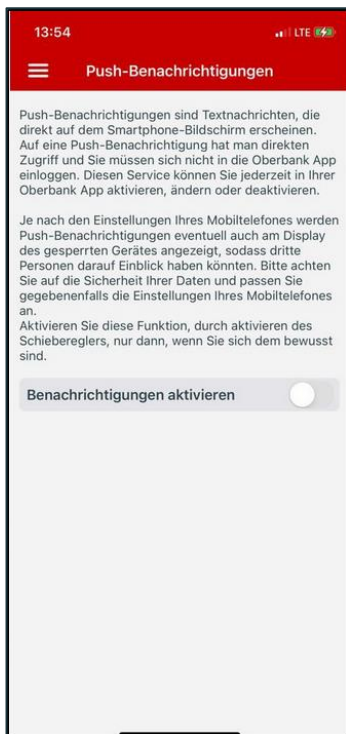 13:54
LTE
Push-Benachrichtigungen
Push-Benachrichtigungen sind Textnachrichten, die
direkt auf dem Smartphone-Bildschirm erscheinen.
Auf eine Push-Benachrichtigung hat man direkten
Zugriff und Sie müssen sich nicht in die Oberbank App
einloggen. Diesen Service können Sie jederzeit in Ihrer
Oberbank App aktivieren, ändern oder deaktivieren.
Je nach den Einstellungen Ihres Mobiltelefones werden
Push-Benachrichtigungen eventuell auch am Display
des gesperrten Gerätes angezeigt, sodass dritte
Personen darauf Einblick haben könnten. Bitte achten
Sie auf die Sicherheit Ihrer Daten und passen Sie
gegebenenfalls die Einstellungen Ihres Mobiltelefones
an.
Aktivieren Sie diese Funktion, durch aktivieren des
Schiebereglers, nur dann, wenn Sie sich dem bewusst
sind.
Benachrichtigungen aktivieren